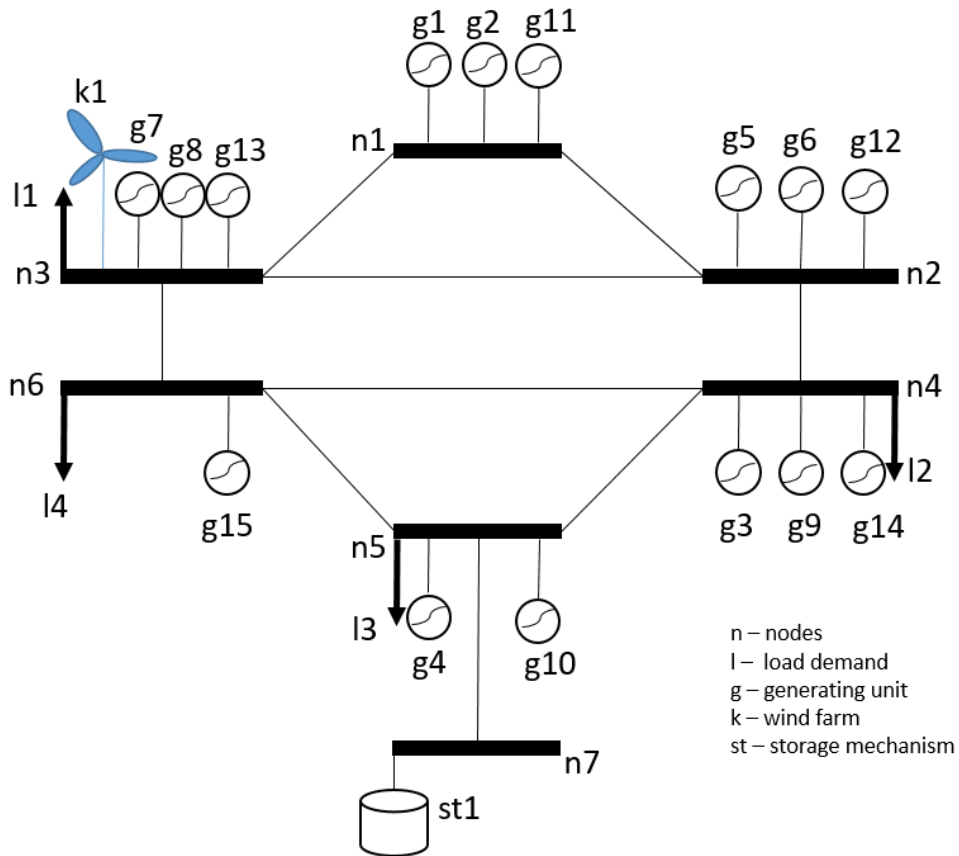 g1 g2 g11
k1
g7
g8 g13
n1
g5 g6 g12
l1
n3
n2
n6
n4
l4
g15
l2
g3 g9 g14
n5
l3
g4 g10
n – nodes
l – load demand
g – generating unit
k – wind farm
st – storage mechanism
n7
st1